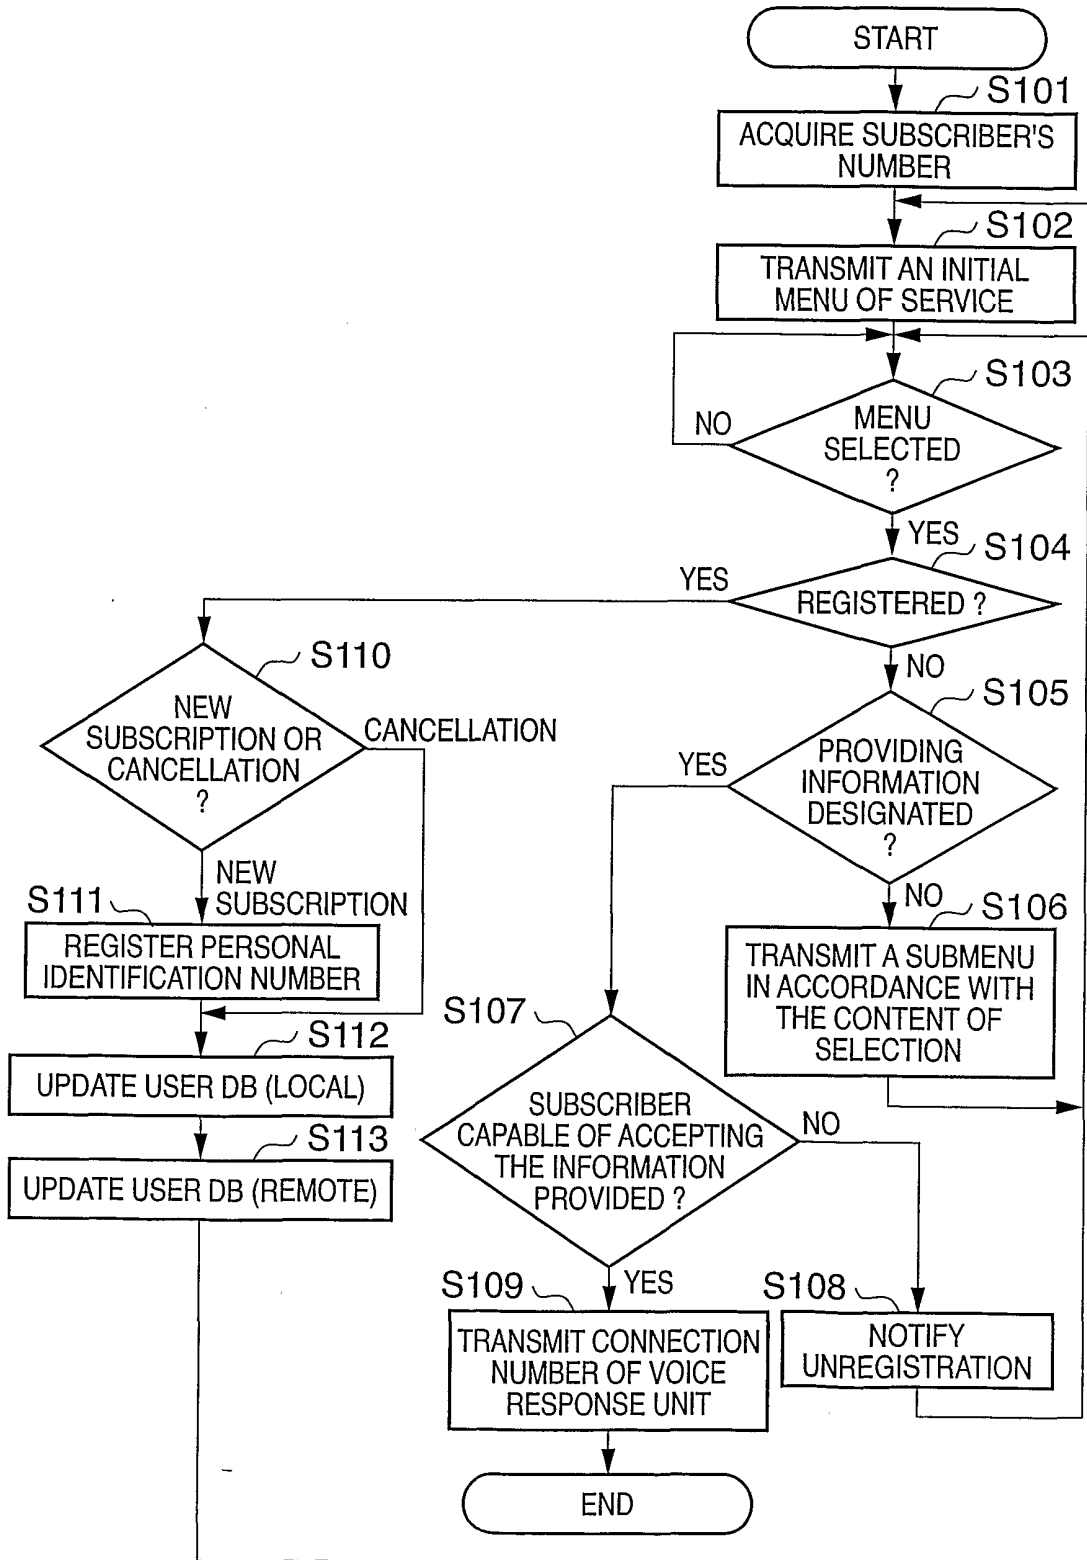 START
S101
ACQUIRE SUBSCRIBER'S
NUMBER
S102
TRANSMIT AN INITIAL
MENU OF SERVICE
S103
MENU
SELECTED
?
NO
YES
S104
REGISTERED ?
YES
NO
S110
NEW
SUBSCRIPTION OR
CANCELLATION
?
CANCELLATION
NEW
SUBSCRIPTION
S105
PROVIDING
INFORMATION
DESIGNATED
?
YES
NO
S111
REGISTER PERSONAL
IDENTIFICATION NUMBER
S106
TRANSMIT A SUBMENU
IN ACCORDANCE WITH
THE CONTENT OF
SELECTION
S112
UPDATE USER DB (LOCAL)
S113
UPDATE USER DB (REMOTE)
S107
SUBSCRIBER
CAPABLE OF ACCEPTING
THE INFORMATION
PROVIDED ?
NO
YES
S109
TRANSMIT CONNECTION
NUMBER OF VOICE
RESPONSE UNIT
S108
NOTIFY
UNREGISTRATION
END